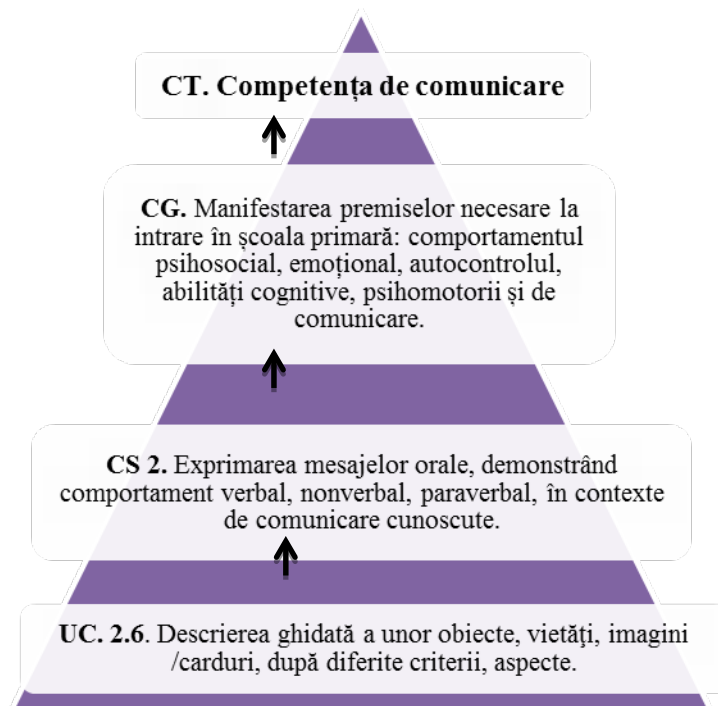 CT. Competența de comunicare
CG. Manifestarea premiselor necesare la
intrare în școala primară: comportamentul
psihosocial, emoțional, autocontrolul,
abilități cognitive, psihomotorii și de
comunicare.
CS 2. Exprimarea mesajelor orale, demonstrând
comportament verbal, nonverbal, paraverbal, în contexte
de comunicare cunoscute.
UC. 2.6. Descrierea ghidată a unor obiecte, vietăţi, imagini
/carduri, după diferite criterii, aspecte.